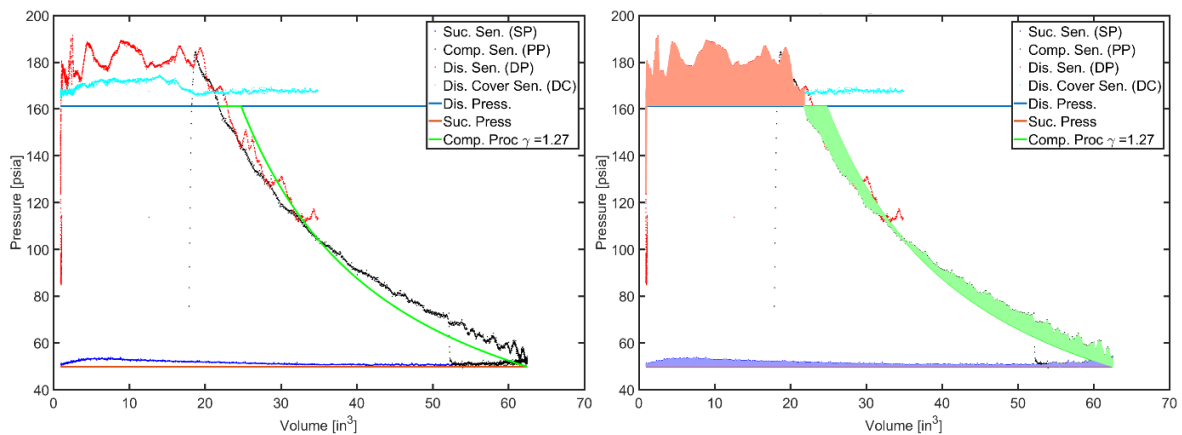 200
180
160
140
120
100
80
60
40
Pressure [psia]
0
10
20
30
40
50
60
70
Volume [in³]
Suc. Sen. (SP)
Comp. Sen. (PP)
Dis. Sen. (DP)
Dis. Cover Sen. (DC)
Dis. Press.
Suc. Press
Comp. Proc γ =1.27
200
180
160
140
120
100
80
60
40
Pressure [psia]
0
10
20
30
40
50
60
70
Volume [in³]
Suc. Sen. (SP)
Comp. Sen. (PP)
Dis. Sen. (DP)
Dis. Cover Sen. (DC)
Dis. Press.
Suc. Press
Comp. Proc γ =1.27